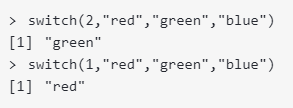 > switch(2,"red","green","blue")
[1] "green"
> switch(1,"red","green","blue")
[1] "red"